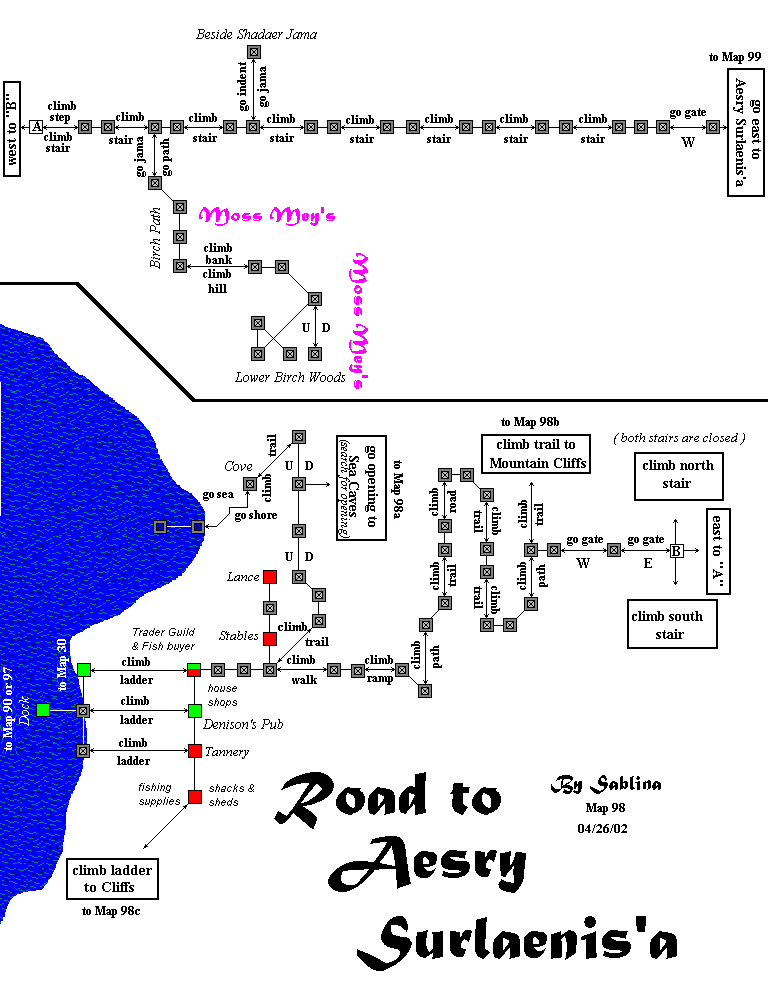 Beside Shadaer Jama
to Map 99
go indent
go jama
west to "B"
A
climb
step
climb
stair
climb
stair
climb
stair
climb
stair
climb
stair
climb
stair
climb
stair
climb
stair
go gate
W
go east to
Aesry Surlaenis'a
go jama
go path
Birch Path
Moss Mey's
climb
bank
climb
hill
Moss Mey's
U D
Lower Birch Woods
to Map 98b
climb trail to
Mountain Cliffs
( both stairs are closed )
climb north
stair
trail
climb
Cove
U D
go opening to
Sea Caves
(search for opening)
to Map 98a
go sea
go shore
climb
road
climb
trail
climb
trail
climb
trail
climb
trail
climb
path
go gate
W
go gate
E
B
east to "A"
U D
Lance
Stables
climb
trail
climb south
stair
Trader Guild
& Fish buyer
to Map 30
climb
ladder
climb
walk
climb
ramp
climb
path
house
shops
to Map 90 or 97
Dock
climb
ladder
Denison's Pub
climb
ladder
Tannery
fishing
supplies
shacks &
sheds
climb ladder
to Cliffs
to Map 98c
Road to
Aesry
Surlaenis'a
By Sablina
Map 98
04/26/02